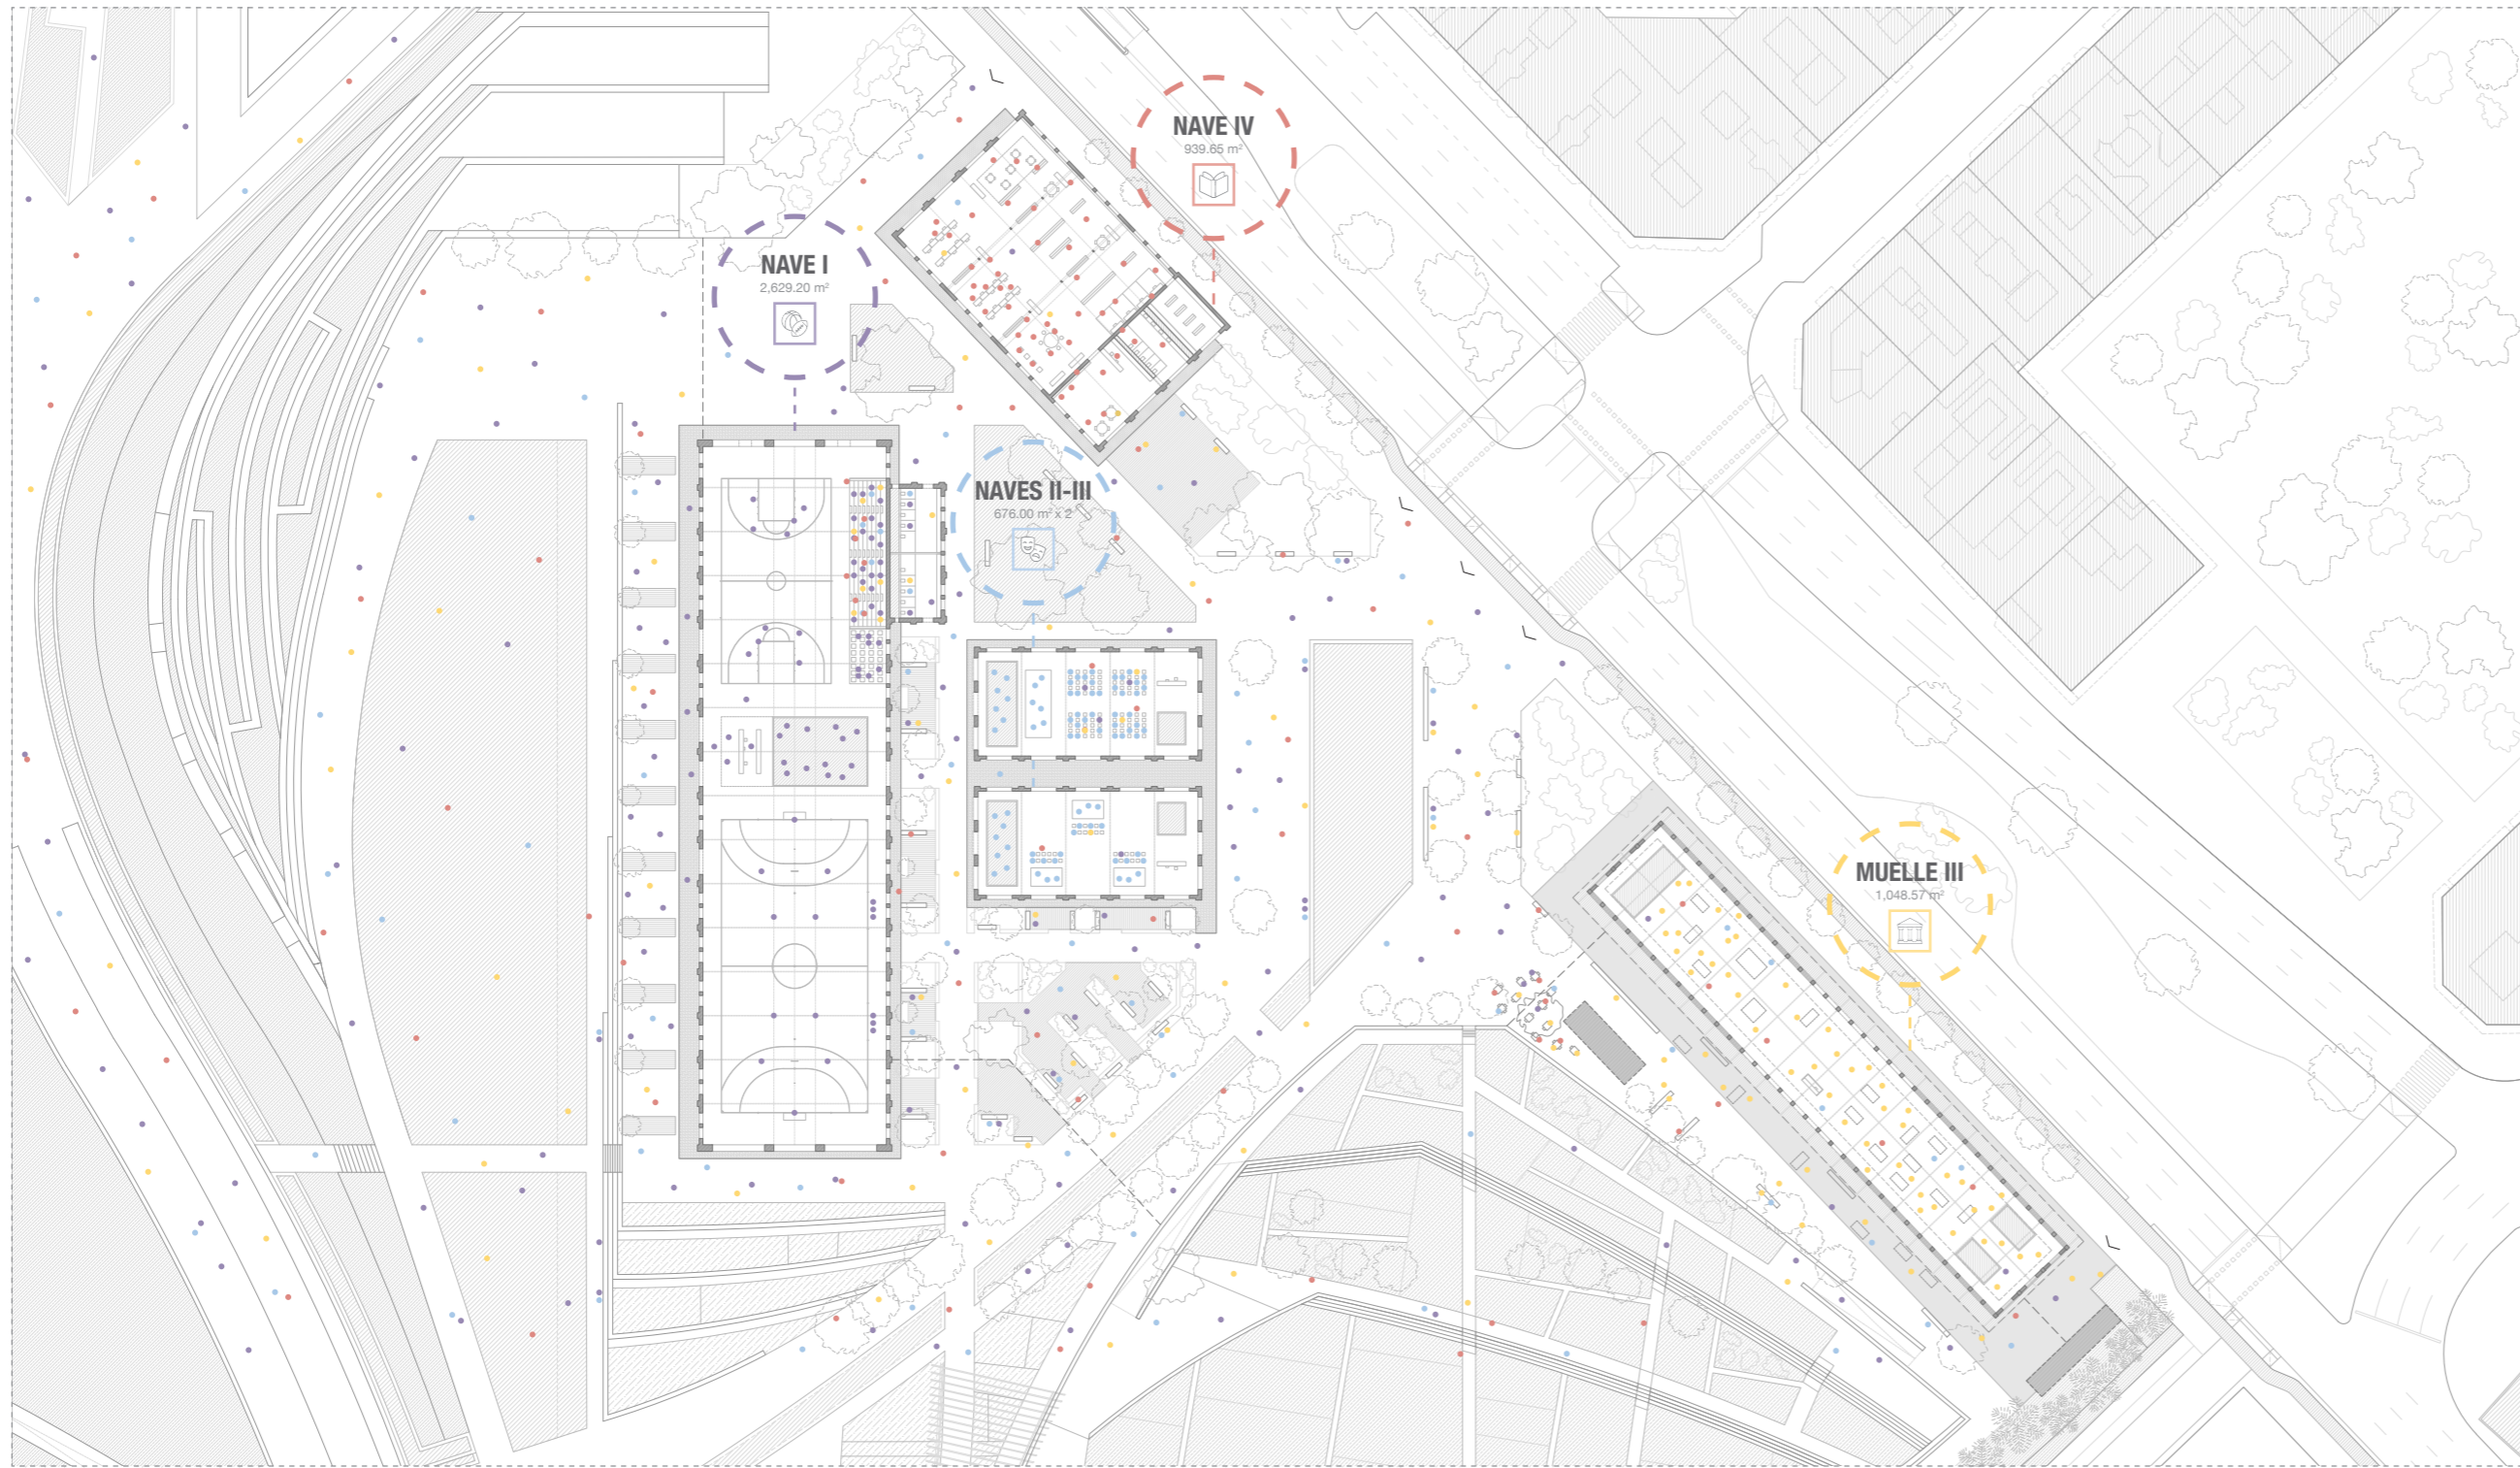 NAVE IV
939.65 m²
NAVE I
2,629.20 m²
NAVES II-III
676.00 m² x 2
MUELLE III
1,048.57 m²